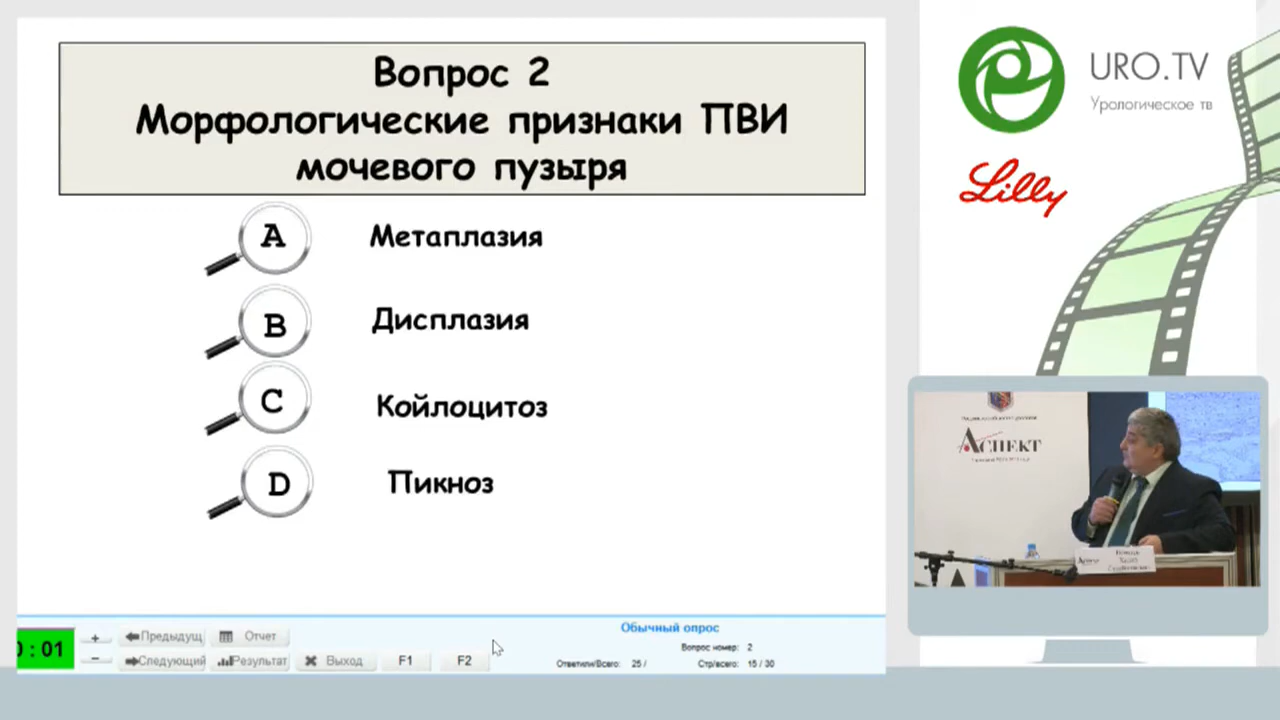 Вопрос 2
Морфологические признаки ПВИ
мочевого пузыря
A Метаплазия
B Дисплазия
C Койлоцитоз
D Пикноз
: 01
+
−
Предыдущ
Отчет
Следующий
Результат
Выход
F1
F2
Обычный опрос
Вопрос номер: 2
Ответили/Всего: 25 /
Стр/всего: 15 / 30
URO.TV
Урологическое тв
Lilly
АСПЕКТ